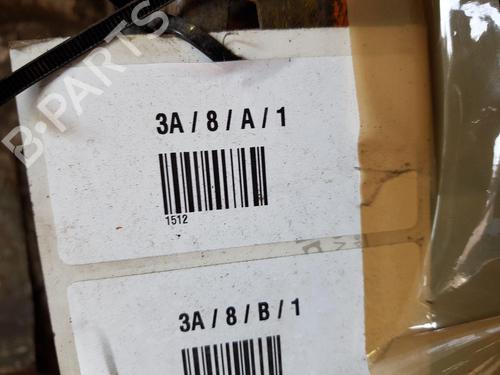 B-PARTS
3A / 8 / A / 1
1512
3A / 8 / B / 1